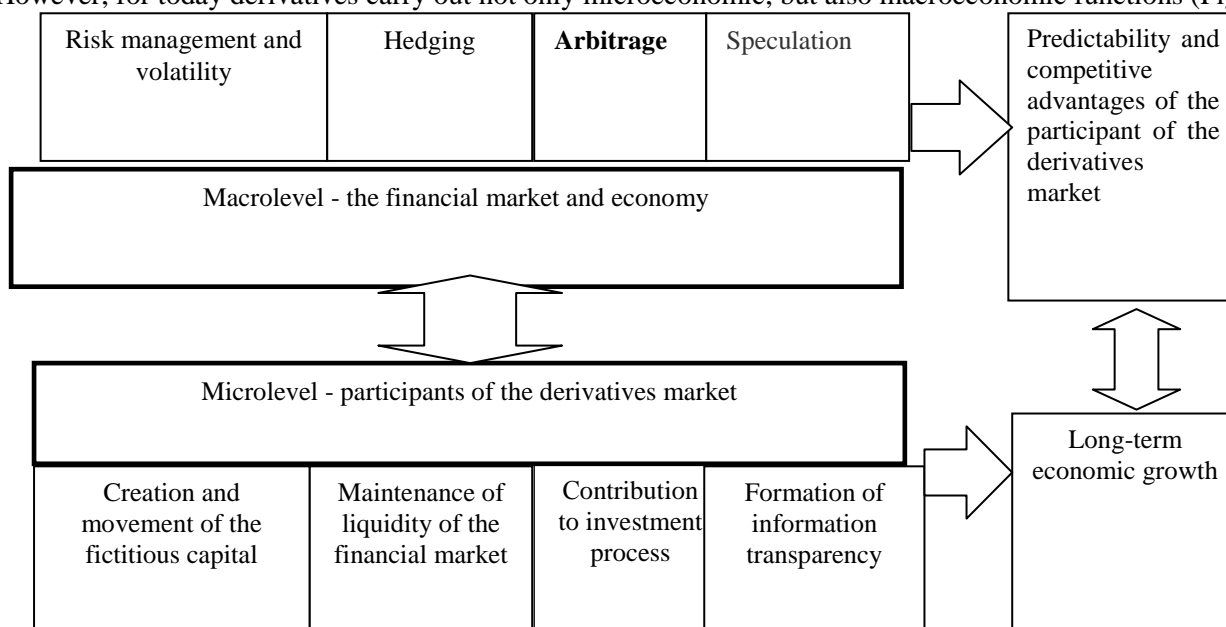 However, for today derivatives carry out not only microeconomic, but also macroeconomic functions
Risk management and
volatility
Hedging
Arbitrage
Speculation
Predictability and
competitive
advantages of the
participant of the
derivatives
market
Macrolevel - the financial market and economy
Microlevel - participants of the derivatives market
Long-term
economic growth
Creation and
movement of the
fictitious capital
Maintenance of
liquidity of the
financial market
Contribution
to investment
process
Formation of
information
transparency